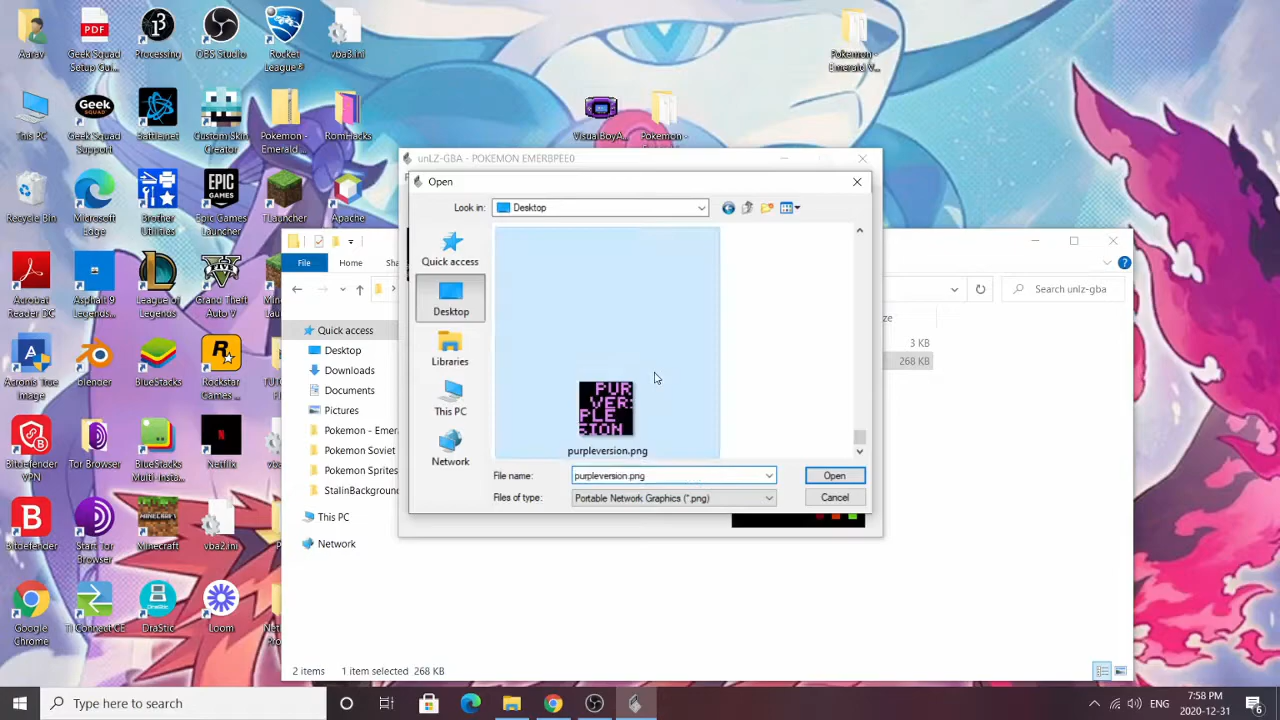 Aarav
Geek Squad
Setup Gui...
Processing
OBS Studio
Rocket
League®
vba3.ini
Pokemon -
Emerald V...
This PC
Geek Squad
Support
Battle.net
Custom Skin
Creator
Pokemon -
Emerald ...
RomHacks
VisualBoyA...
Pokemon -
Recycle Bin
Microsoft
Edge
Brother
Utilities
EPIC
GAMES
Epic Games
Launcher
TLauncher
Apache
Acrobat
Reader DC
Asphalt 9
Legends...
League of
Legends
Grand Theft
Auto V
Acronis True
Image
blender
BlueStacks
Rockstar
Games ...
Bitdefender
VPN
Tor Browser
BlueStacks
Multi-Insta...
Netflix
Bitdefender
Start Tor
Browser
Minecraft
vba2.ini
Google
Chrome
TI Connect CE
DraStic
Loom
unLZ-GBA - POKEMON EMERBPEE0
Open
Look in:
Desktop
Quick access
Desktop
Libraries
This PC
Network
PUR
VER:
PLE
SION
purpleversion.png
File name:
purpleversion.png
Open
Files of type:
Portable Network Graphics (*.png)
Cancel
File
Home
Sha
Search unlz-gba
3 KB
268 KB
Quick access
Desktop
Downloads
Documents
Pictures
Pokemon - Emera
Pokemon Soviet
Pokemon Sprites
StalinBackground
This PC
Network
2 items
1 item selected 268 KB
Type here to search
ENG
7:58 PM
2020-12-31
6